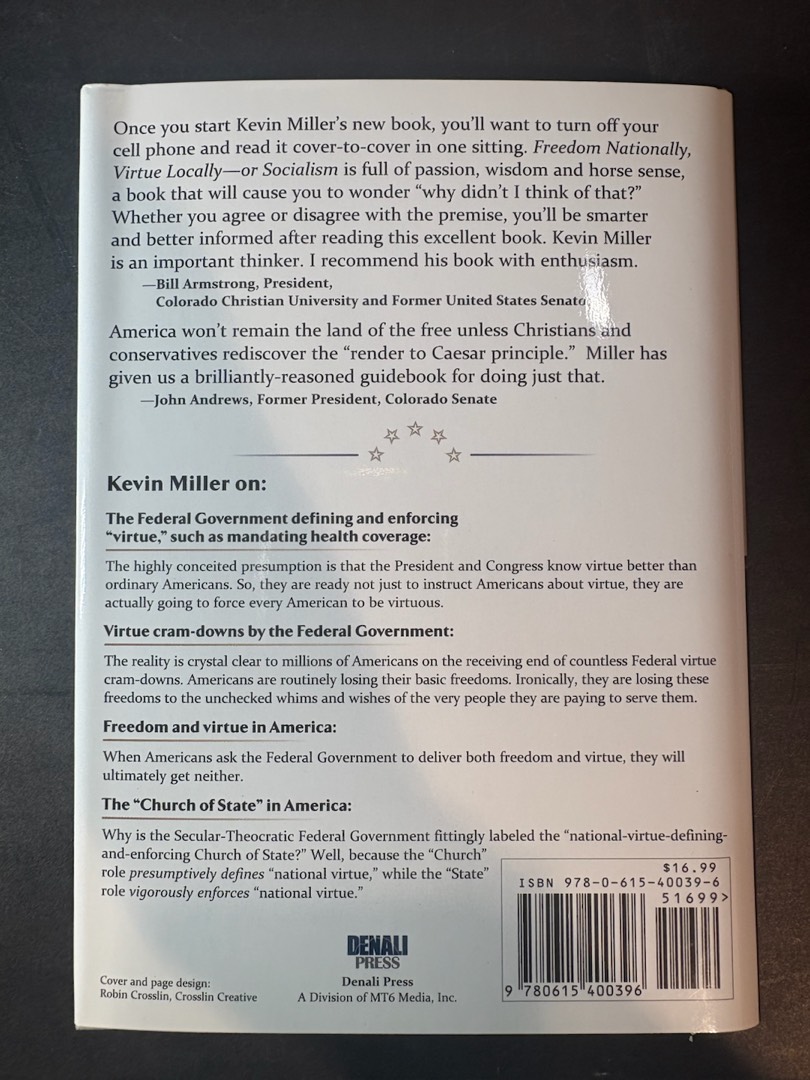 Once you start Kevin Miller's new book, you'll want to turn off your
cell phone and read it cover-to-cover in one sitting. Freedom Nationally,
Virtue Locally—or Socialism is full of passion, wisdom and horse sense,
a book that will cause you to wonder "why didn't I think of that?"
Whether you agree or disagree with the premise, you'll be smarter
and better informed after reading this excellent book. Kevin Miller
is an important thinker. I recommend his book with enthusiasm.
—Bill Armstrong, President,
Colorado Christian University and Former United States Senato
America won't remain the land of the free unless Christians and
conservatives rediscover the "render to Caesar principle." Miller has
given us a brilliantly-reasoned guidebook for doing just that.
—John Andrews, Former President, Colorado Senate
Kevin Miller on:
The Federal Government defining and enforcing
"virtue," such as mandating health coverage:
The highly conceited presumption is that the President and Congress know virtue better than
ordinary Americans. So, they are ready not just to instruct Americans about virtue, they are
actually going to force every American to be virtuous.
Virtue cram-downs by the Federal Government:
The reality is crystal clear to millions of Americans on the receiving end of countless Federal virtue
cram-downs. Americans are routinely losing their basic freedoms. Ironically, they are losing these
freedoms to the unchecked whims and wishes of the very people they are paying to serve them.
Freedom and virtue in America:
When Americans ask the Federal Government to deliver both freedom and virtue, they will
ultimately get neither.
The "Church of State" in America:
Why is the Secular-Theocratic Federal Government fittingly labeled the "national-virtue-defining-
and-enforcing Church of State?" Well, because the "Church"
role presumptively defines "national virtue," while the "State"
role vigorously enforces "national virtue."
$16.99
ISBN 978-0-615-40039-6
51699>
9 780615 400396
DENALI
PRESS
Denali Press
A Division of MT6 Media, Inc.
Cover and page design:
Robin Crosslin, Crosslin Creative